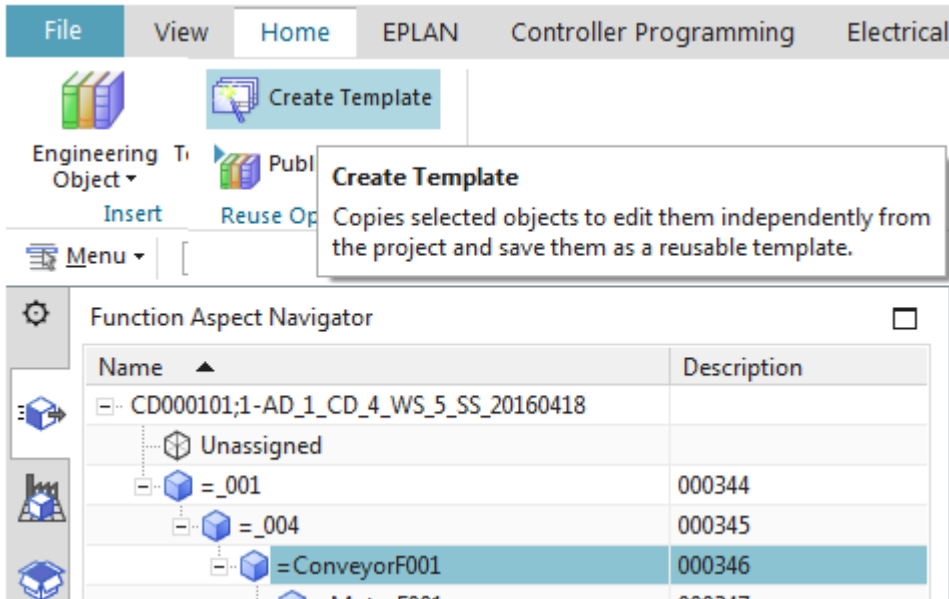 File View Home EPLAN Controller Programming Electrical
Create Template
Engineering
Object
Publ
Create Template
Copies selected objects to edit them independently from
the project and save them as a reusable template.
Insert Reuse Op
Menu
Function Aspect Navigator
Name Description
CD000101;1-AD_1_CD_4_WS_5_SS_20160418
Unassigned
=_001 000344
=_004 000345
=ConveyorF001 000346